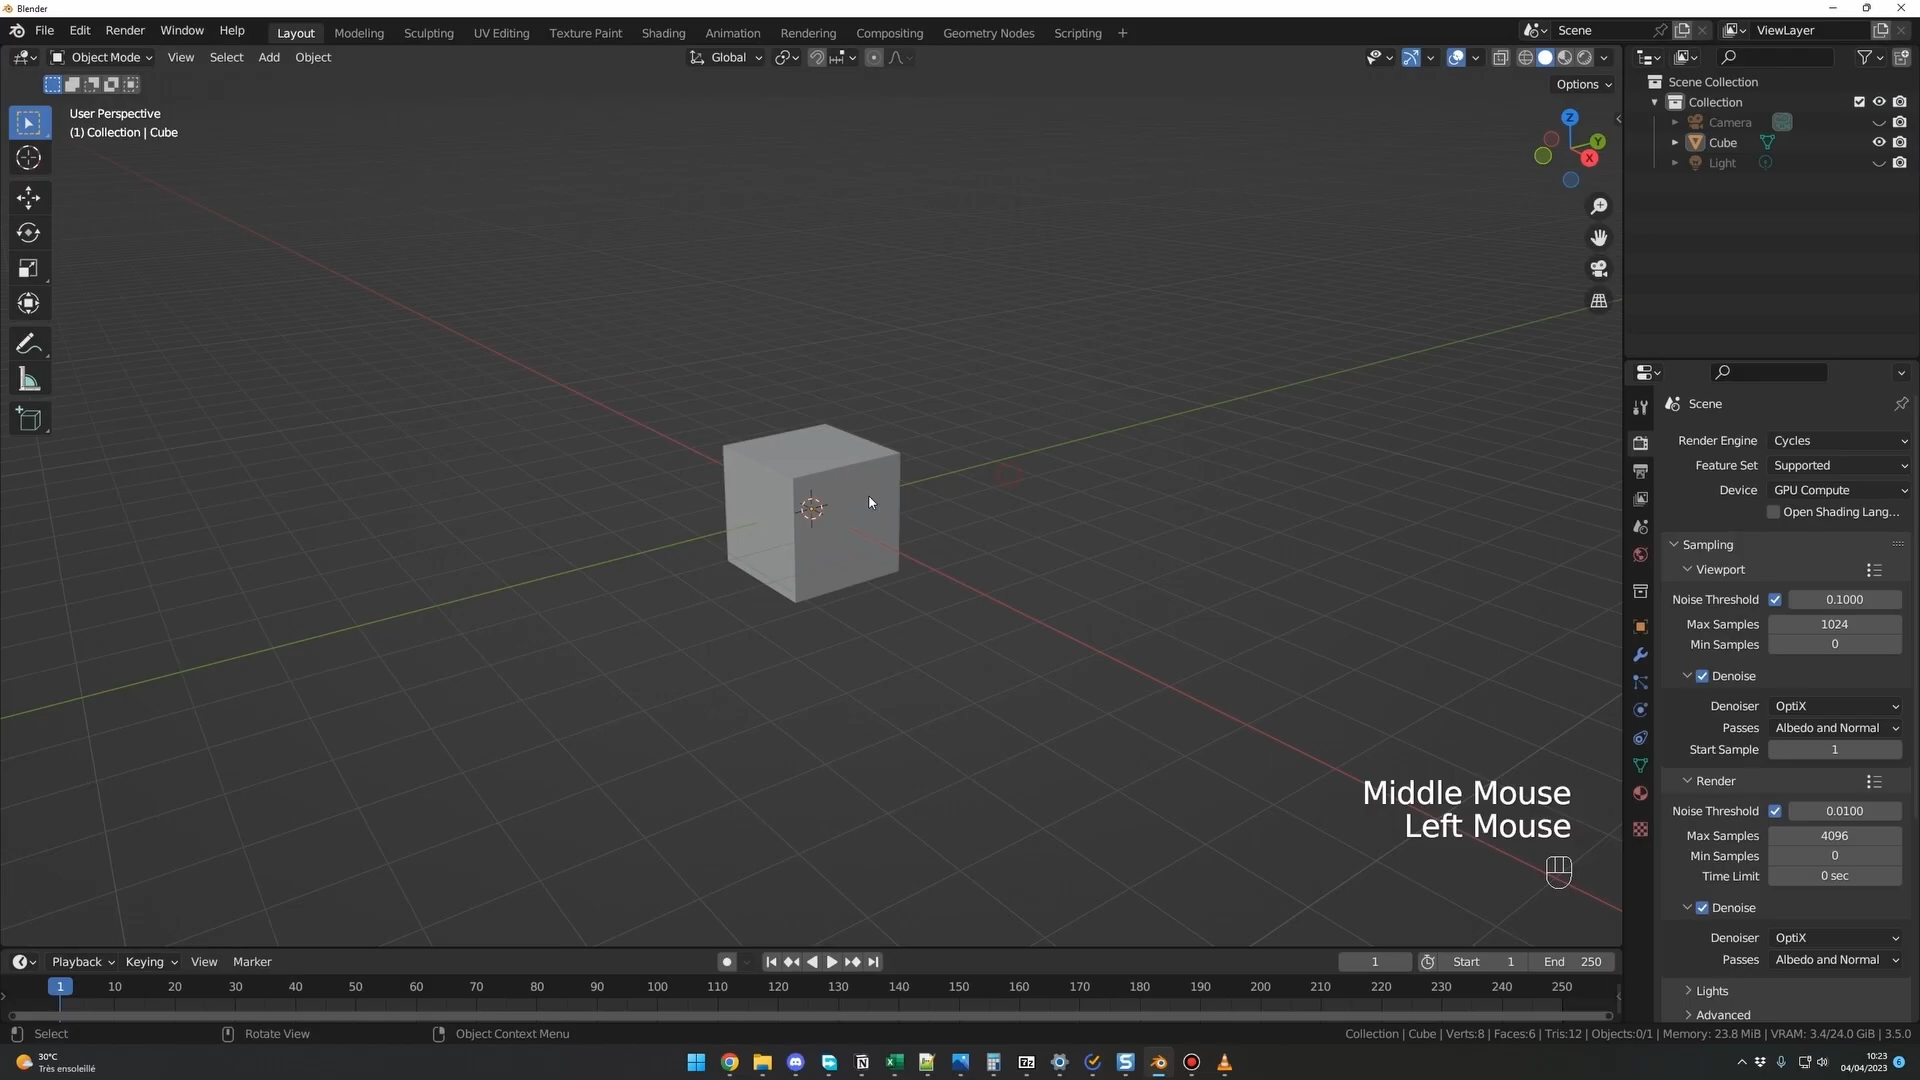 Blender
File Edit Render Window Help Layout Modeling Sculpting UV Editing Texture Paint Shading Animation Rendering Compositing Geometry Nodes Scripting + Scene ViewLayer
Object Mode View Select Add Object Global
Options
User Perspective
(1) Collection | Cube
Z
Y
X
Scene Collection
Collection
Camera
Cube
Light
Scene
Render Engine Cycles
Feature Set Supported
Device GPU Compute
Open Shading Lang...
Sampling
Viewport
Noise Threshold 0.1000
Max Samples 1024
Min Samples 0
Denoise
Denoiser OptiX
Passes Albedo and Normal
Start Sample 1
Render
Noise Threshold 0.0100
Max Samples 4096
Min Samples 0
Time Limit 0 sec
Denoise
Denoiser OptiX
Passes Albedo and Normal
Lights
Advanced
Middle Mouse
Left Mouse
Playback Keying View Marker 1 Start 1 End 250
1 10 20 30 40 50 60 70 80 90 100 110 120 130 140 150 160 170 180 190 200 210 220 230 240 250
Select Rotate View Object Context Menu Collection | Cube | Verts:8 | Faces:6 | Tris:12 | Objects:0/1 | Memory: 23.8 MiB | VRAM: 3.4/24.0 GiB | 3.5.0
30°C
Très ensoleillé
10:23
04/04/2023
6